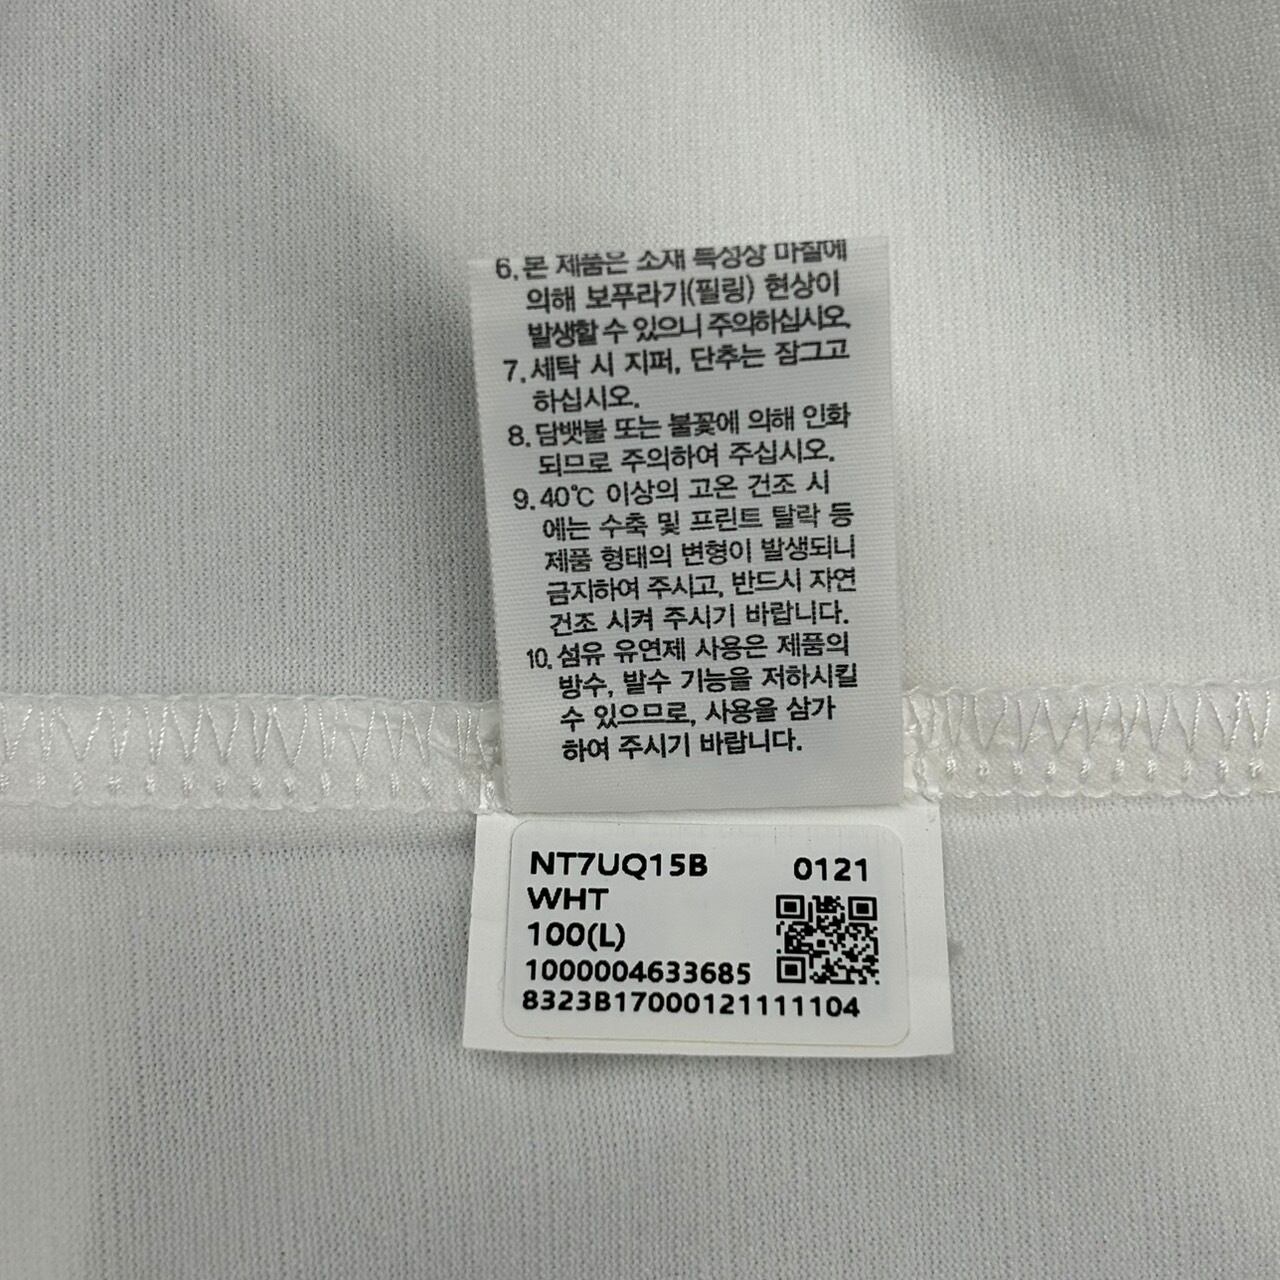 6. 본 제품은 소재 특성상 마찰에
의해 보푸라기(필링) 현상이
발생할 수 있으니 주의하십시오.
7. 세탁 시 지퍼, 단추는 잠그고
하십시오.
8. 담뱃불 또는 불꽃에 의해 인화
되므로 주의하여 주십시오.
9. 40℃ 이상의 고온 건조 시
에는 수축 및 프린트 탈락 등
제품 형태의 변형이 발생되니
금지하여 주시고, 반드시 자연
건조 시켜 주시기 바랍니다.
10. 섬유 유연제 사용은 제품의
방수, 발수 기능을 저하시킬
수 있으므로, 사용을 삼가
하여 주시기 바랍니다.
NT7UQ15B 0121
WHT
100(L)
1000004633685
8323B17000121111104